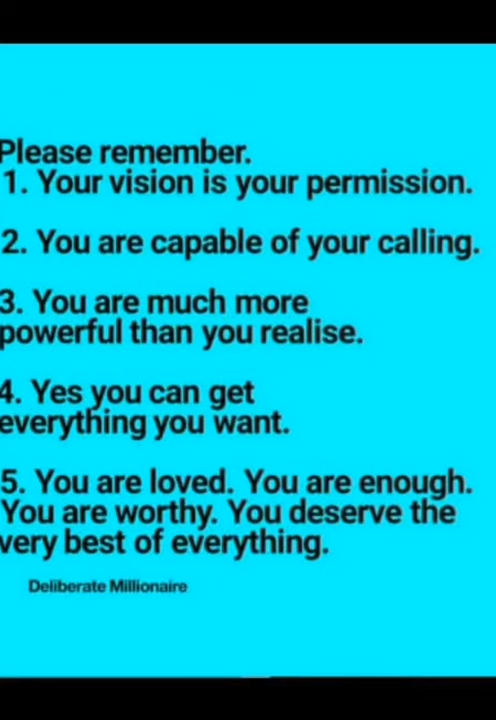 Please remember.
1. Your vision is your permission.
2. You are capable of your calling.
3. You are much more
powerful than you realise.
4. Yes you can get
everything you want.
5. You are loved. You are enough.
You are worthy. You deserve the
very best of everything.
Deliberate Millionaire